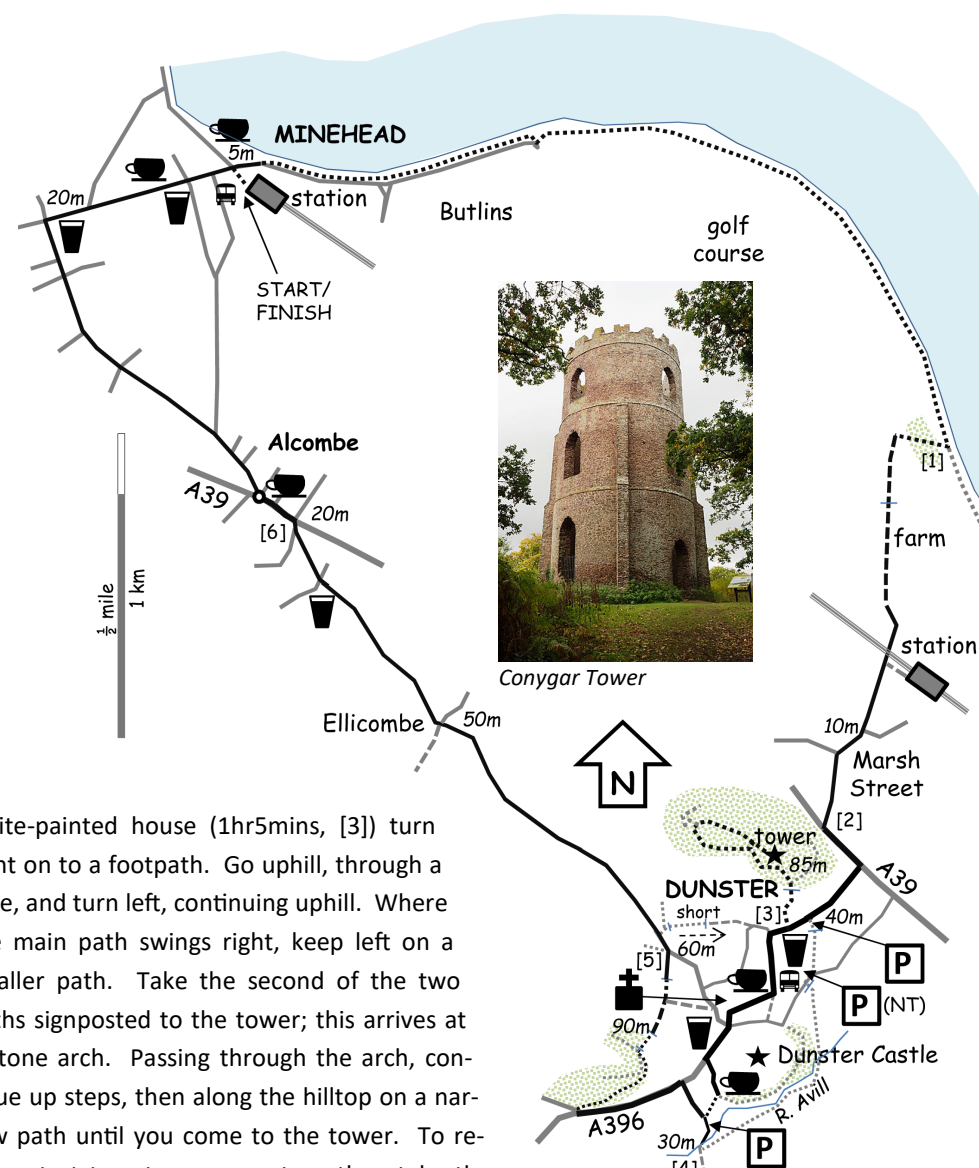 MINEHEAD
5m
station
20m
Butlins
golf
course
START/
FINISH
Alcombe
A39
20m
[6]
[1]
farm
½ mile
1 km
station
Conygar Tower
Ellicombe
50m
10m
N
Marsh
Street
[2]
tower
85m
A39
DUNSTER
short
[3]
40m
60m
[5]
P
P
(NT)
90m
Dunster Castle
R. Avill
A396
30m
P
[4]
ite-painted house (1hr5mins, [3]) turn
nt on to a footpath. Go uphill, through a
e, and turn left, continuing uphill. Where
e main path swings right, keep left on a
aller path. Take the second of the two
ths signposted to the tower; this arrives at
tone arch. Passing through the arch, con-
ue up steps, then along the hilltop on a nar-
w path until you come to the tower. To re-